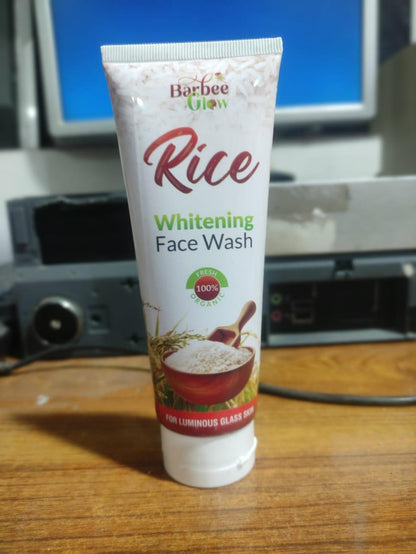 Barbee
Glow
Rice
Whitening
Face Wash
FRESH
100%
ORGANIC
FOR LUMINOUS GLASS SKIN